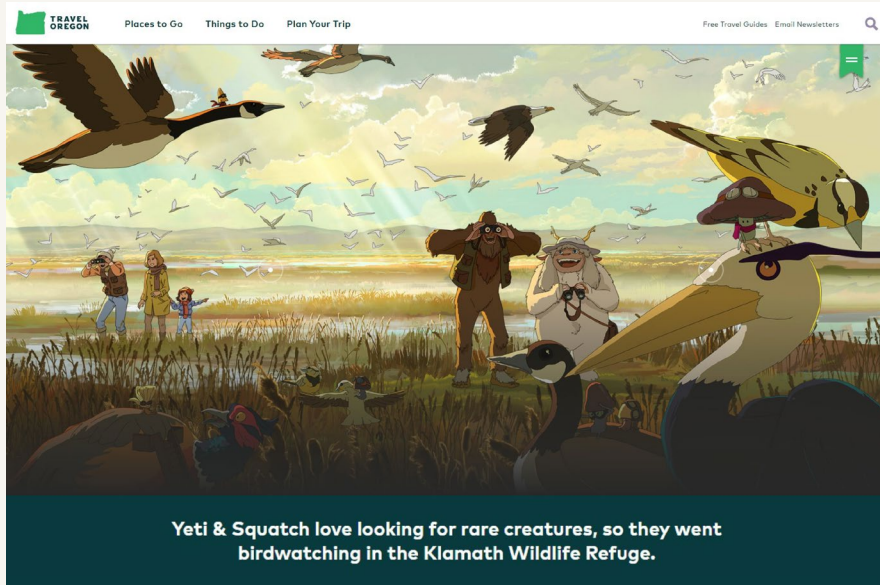 TRAVEL
OREGON
Places to Go
Things to Do
Plan Your Trip
Free Travel Guides
Email Newsletters
Yeti & Squatch love looking for rare creatures, so they went
birdwatching in the Klamath Wildlife Refuge.